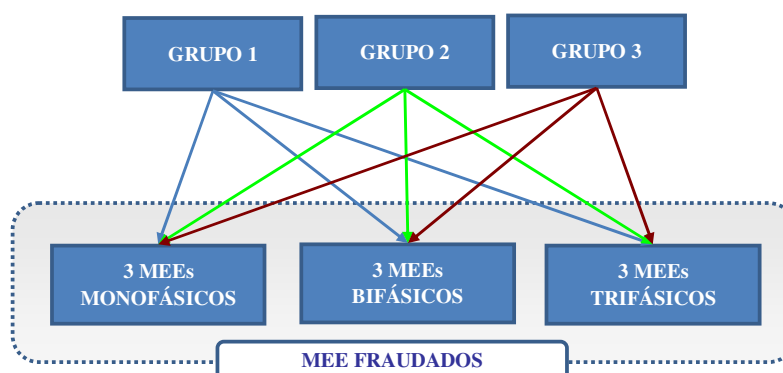 GRUPO 1
GRUPO 2
GRUPO 3
3 MEEs
MONOFÁSICOS
3 MEEs
BIFÁSICOS
3 MEEs
TRIFÁSICOS
MEE FRAUDADOS